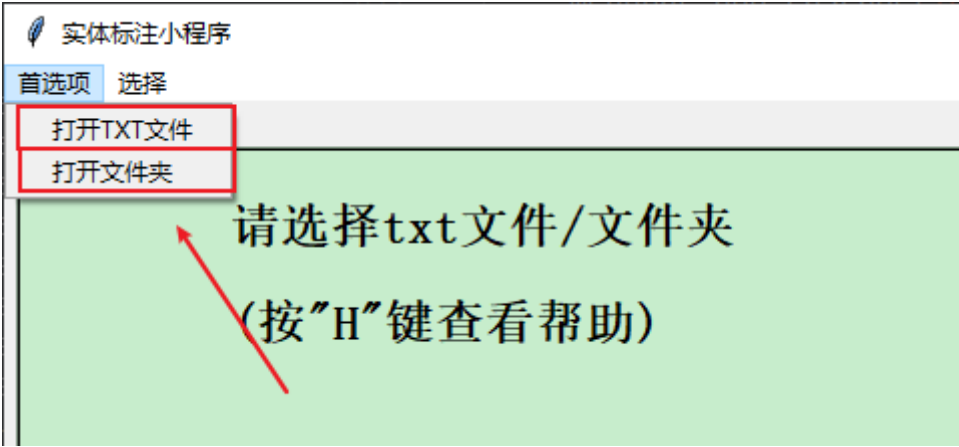 实体标注小程序
首选项 选择
打开TXT文件
打开文件夹
请选择txt文件/文件夹
(按"H"键查看帮助)